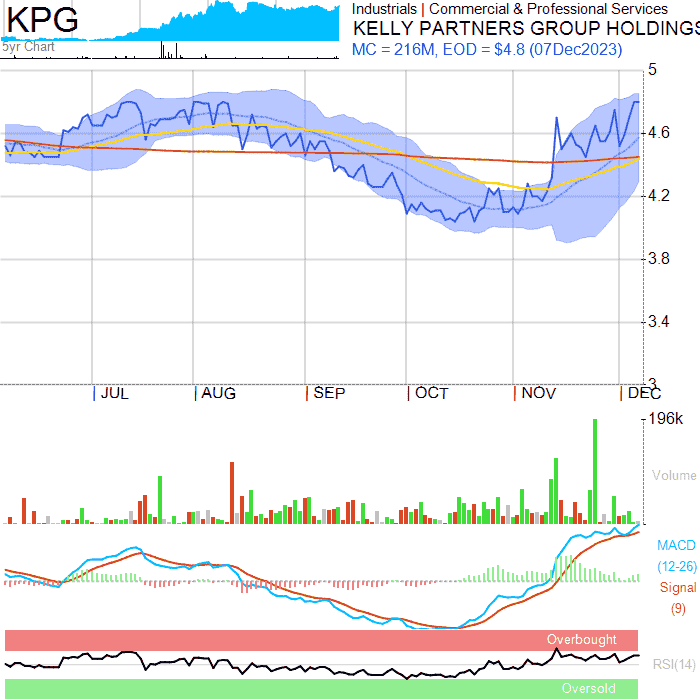 KPG
5yr Chart
Industrials | Commercial & Professional Services
KELLY PARTNERS GROUP HOLDINGS
MC = 216M, EOD = $4.8 (07Dec2023)
5
4.6
4.2
3.8
3.4
3
JUL
AUG
SEP
OCT
NOV
DEC
196k
Volume
MACD
(12-26)
Signal
(9)
Overbought
RSI(14)
Oversold